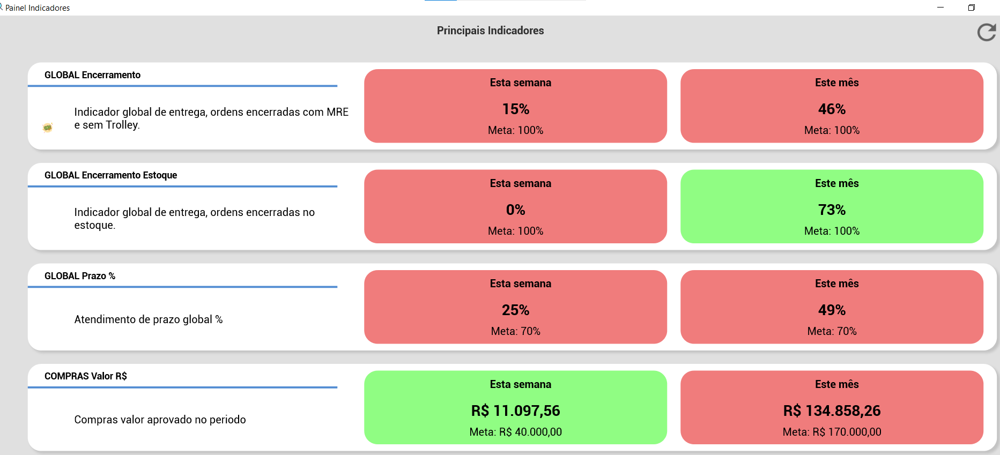 Painel Indicadores
Principais Indicadores
GLOBAL Encerramento
Indicador global de entrega, ordens encerradas com MRE
e sem Trolley.
Esta semana
15%
Meta: 100%
Este mês
46%
Meta: 100%
GLOBAL Encerramento Estoque
Indicador global de entrega, ordens encerradas no
estoque.
Esta semana
0%
Meta: 100%
Este mês
73%
Meta: 100%
GLOBAL Prazo %
Atendimento de prazo global %
Esta semana
25%
Meta: 70%
Este mês
49%
Meta: 70%
COMPRAS Valor R$
Compras valor aprovado no periodo
Esta semana
R$ 11.097,56
Meta: R$ 40.000,00
Este mês
R$ 134.858,26
Meta: R$ 170.000,00